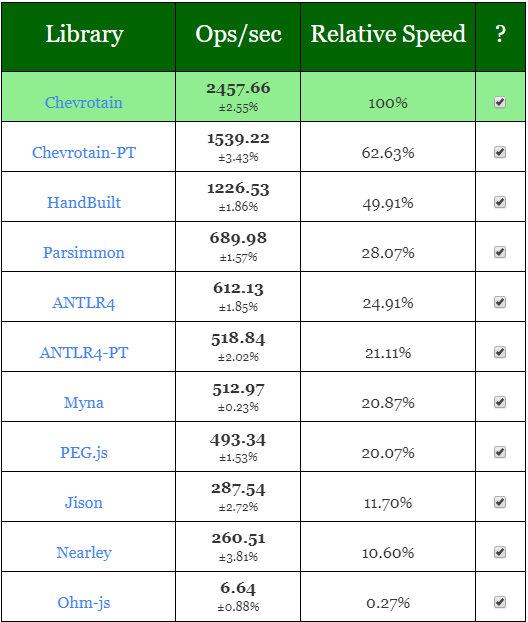 Library Ops/sec Relative Speed ?
Chevrotain 2457.66 ±2.55% 100%
Chevrotain-PT 1539.22 ±3.43% 62.63%
HandBuilt 1226.53 ±1.86% 49.91%
Parsimmon 689.98 ±1.57% 28.07%
ANTLR4 612.13 ±1.85% 24.91%
ANTLR4-PT 518.84 ±2.02% 21.11%
Myna 512.97 ±0.23% 20.87%
PEG.js 493.34 ±1.53% 20.07%
Jison 287.54 ±2.72% 11.70%
Nearley 260.51 ±3.81% 10.60%
Ohm-js 6.64 ±0.88% 0.27%